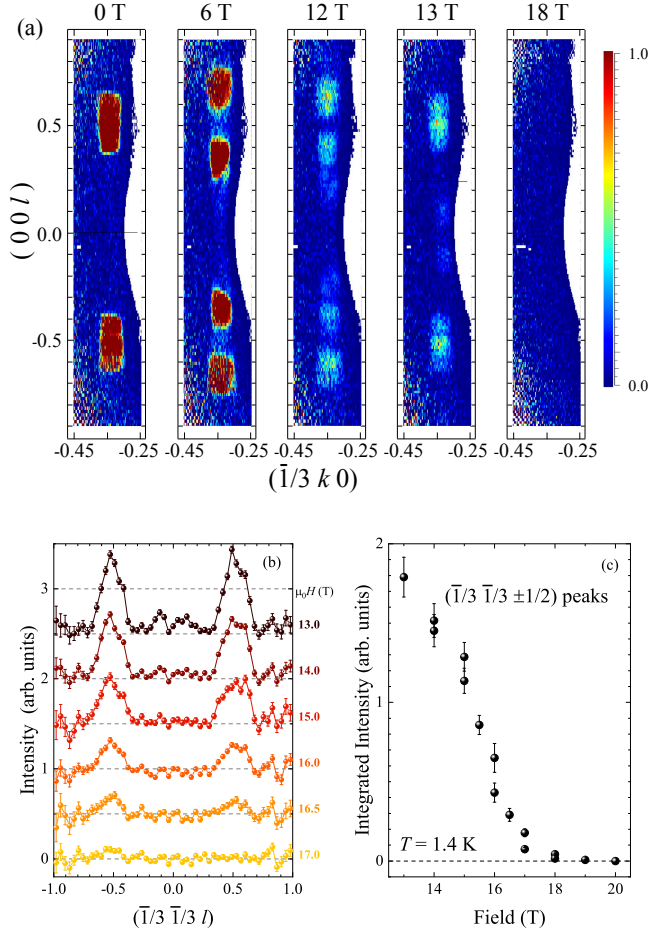 (a)
0 T 6 T 12 T 13 T 18 T
0.5
0.0
-0.5
( 0 0 l )
1.0
0.0
-0.45 -0.25 -0.45 -0.25 -0.45 -0.25 -0.45 -0.25 -0.45 -0.25
(1̅/3 k 0)
(b)
μ₀H (T)
13.0
14.0
15.0
16.0
16.5
17.0
3
2
1
0
Intensity (arb. units)
-1.0 -0.5 0.0 0.5 1.0
(1̅/3 1̅/3 l)
(c)
(1̅/3 1̅/3 ±1/2) peaks
T = 1.4 K
2
1
0
Integrated Intensity (arb. units)
14 16 18 20
Field (T)